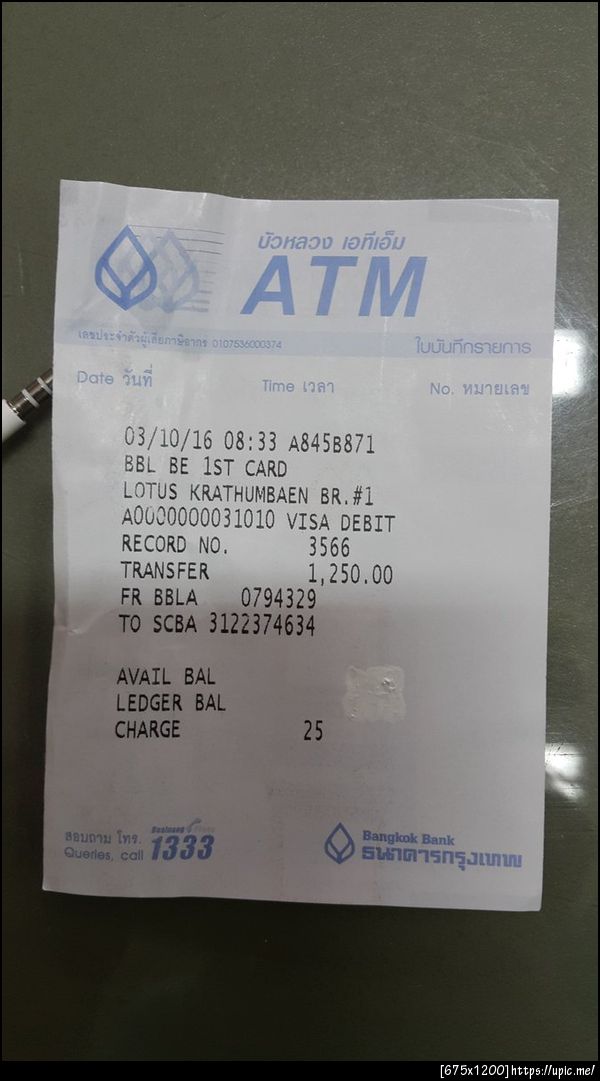 บัวหลวง เอทีเอ็ม
ATM
เลขประจำตัวผู้เสียภาษีอากร 0107536000374
ใบบันทึกรายการ
Date วันที่ Time เวลา No. หมายเลข
03/10/16 08:33 A845B871
BBL BE 1ST CARD
LOTUS KRATHUMBAEN BR.#1
A0000000031010 VISA DEBIT
RECORD NO. 3566
TRANSFER 1,250.00
FR BBLA 0794329
TO SCBA 3122374634
AVAIL BAL
LEDGER BAL
CHARGE 25
สอบถาม โทร.
Queries, call
1333
Bangkok Bank
ธนาคารกรุงเทพ
[675x1200]https://upic.me/